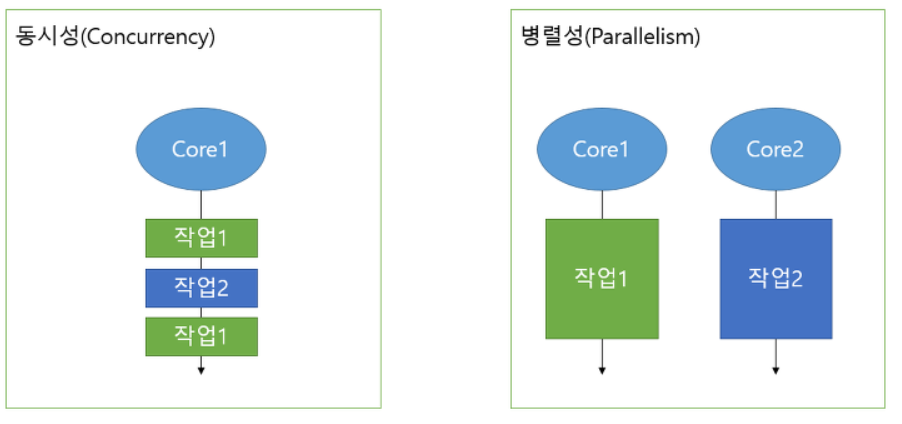 동시성(Concurrency)
Core1
작업1
작업2
작업1
병렬성(Parallelism)
Core1
Core2
작업1
작업2